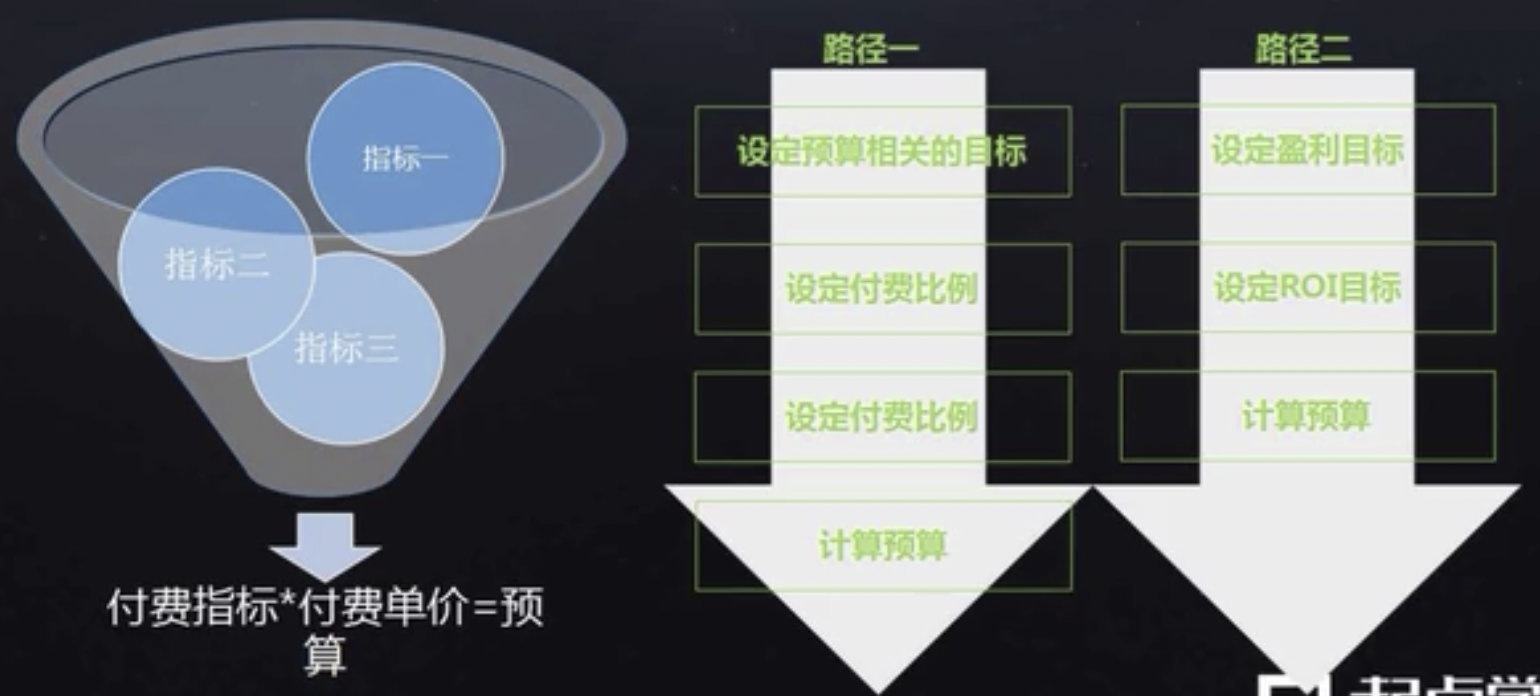 指标一
指标二
指标三
付费指标*付费单价=预
算
路径一
设定预算相关的目标
设定付费比例
设定付费比例
计算预算
路径二
设定盈利目标
设定ROI目标
计算预算